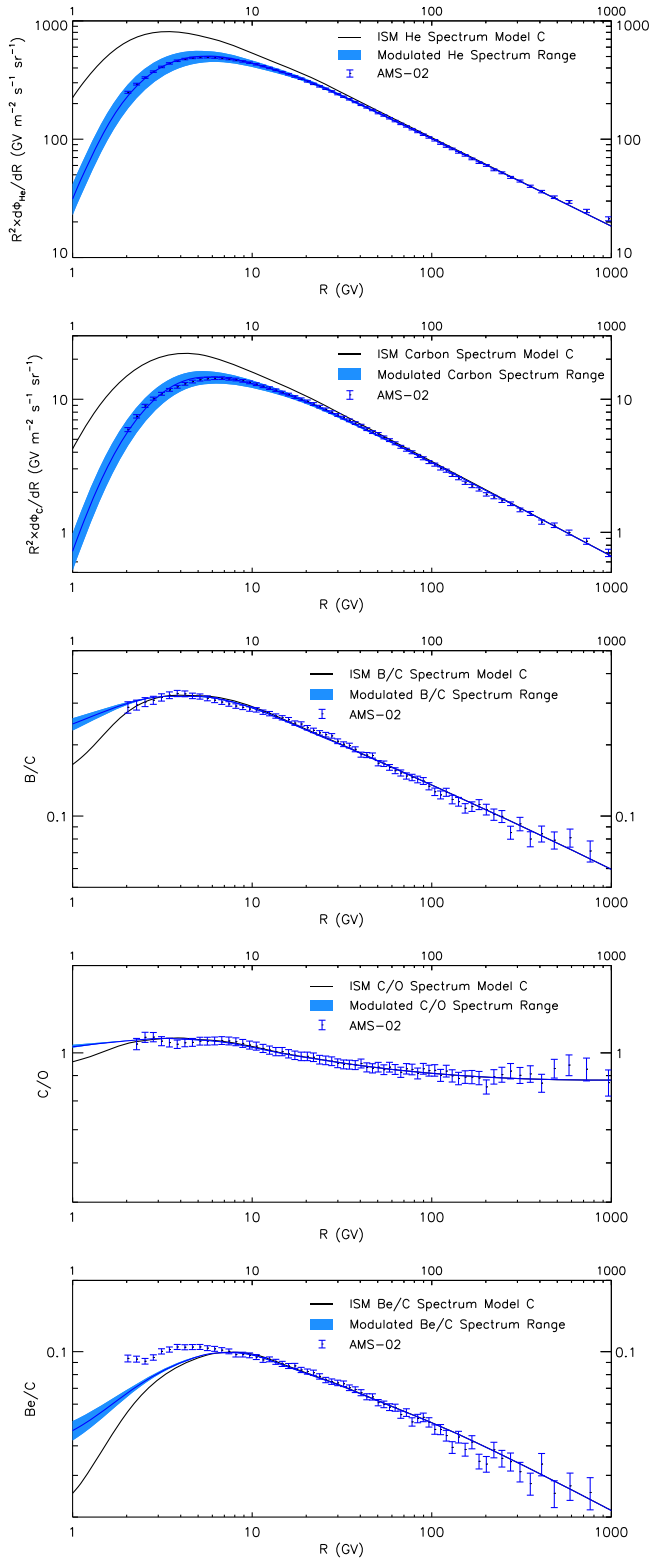 1 10 100 1000
1000 1000
ISM He Spectrum Model C
Modulated He Spectrum Range
AMS-02
100 100
R²×dΦHe/dR (GV m⁻² s⁻¹ sr⁻¹)
10 10
1 10 100 1000
R (GV)
1 10 100 1000
ISM Carbon Spectrum Model C
Modulated Carbon Spectrum Range
AMS-02
10 10
R²×dΦC/dR (GV m⁻² s⁻¹ sr⁻¹)
1 1
1 10 100 1000
R (GV)
1 10 100 1000
ISM B/C Spectrum Model C
Modulated B/C Spectrum Range
AMS-02
B/C
0.1 0.1
1 10 100 1000
R (GV)
1 10 100 1000
ISM C/O Spectrum Model C
Modulated C/O Spectrum Range
AMS-02
1 1
C/O
1 10 100 1000
R (GV)
1 10 100 1000
ISM Be/C Spectrum Model C
Modulated Be/C Spectrum Range
AMS-02
0.1 0.1
Be/C
1 10 100 1000
R (GV)